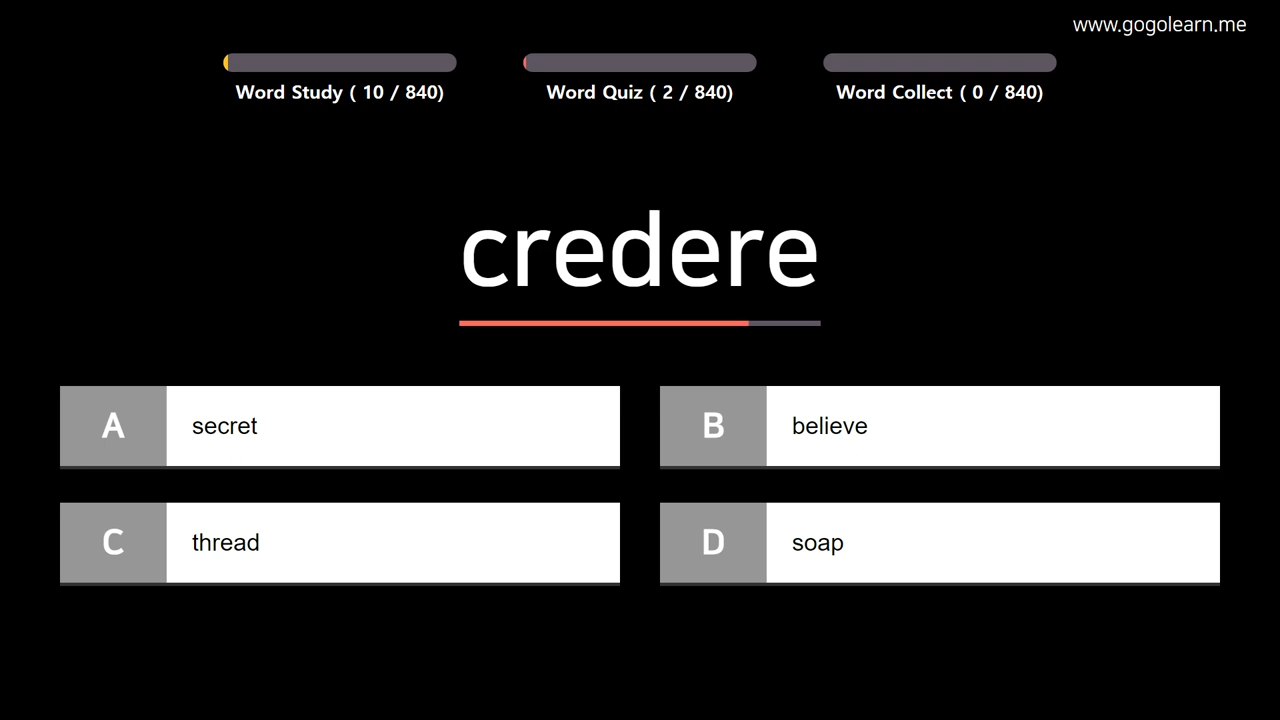 www.gogolearn.me
Word Study ( 10 / 840)
Word Quiz ( 2 / 840)
Word Collect ( 0 / 840)
credere
A secret
B believe
C thread
D soap